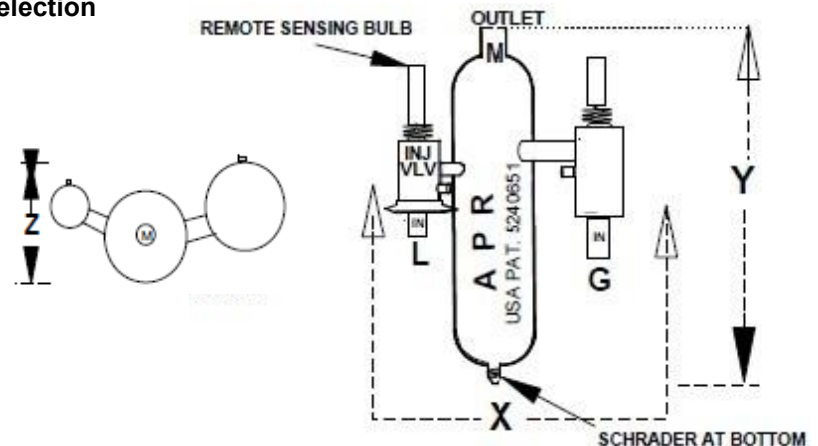 election
REMOTE SENSING BULB
OUTLET
M
INJ
VLV
IN
L
A P R
USA PAT. 5240651
IN
G
Y
Z
M
X
SCHRADER AT BOTTOM